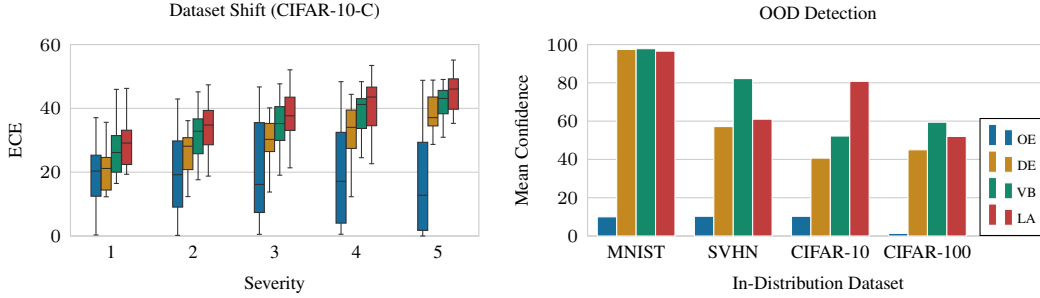 Dataset Shift (CIFAR-10-C)
60
40
20
0
ECE
1 2 3 4 5
Severity
OOD Detection
100
80
60
40
20
0
Mean Confidence
MNIST SVHN CIFAR-10 CIFAR-100
In-Distribution Dataset
OE
DE
VB
LA